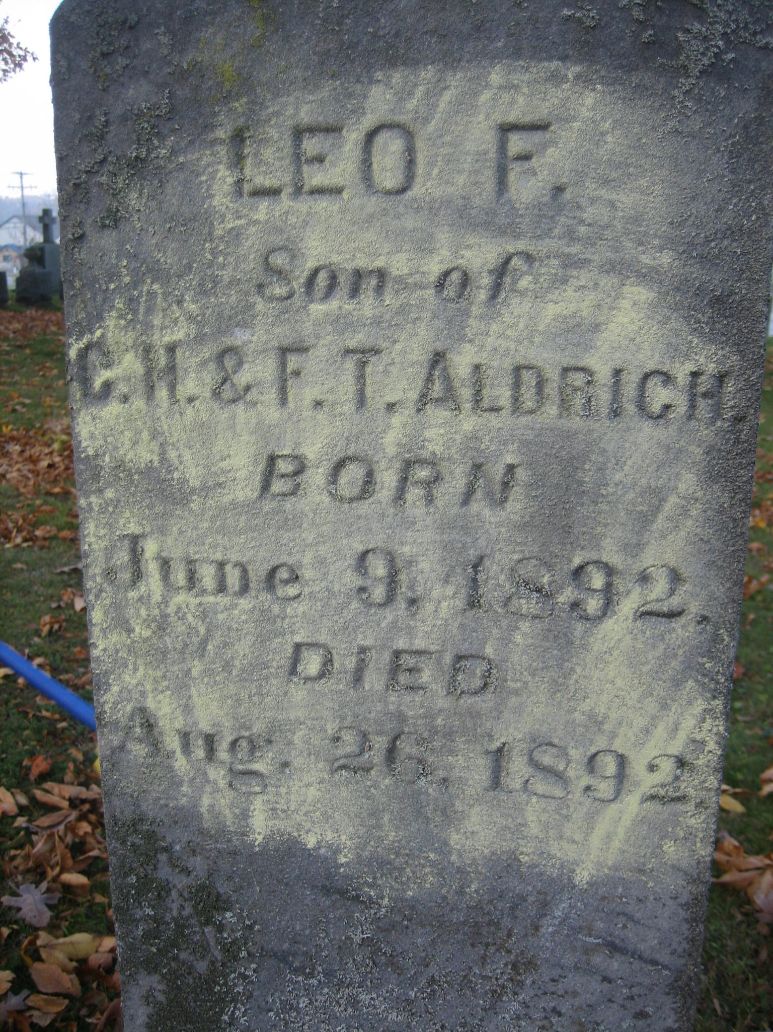 LEO F.
Son of
C.H. & F.T. ALDRICH.
BORN
June 9, 1892.
DIED
Aug. 26, 1892.